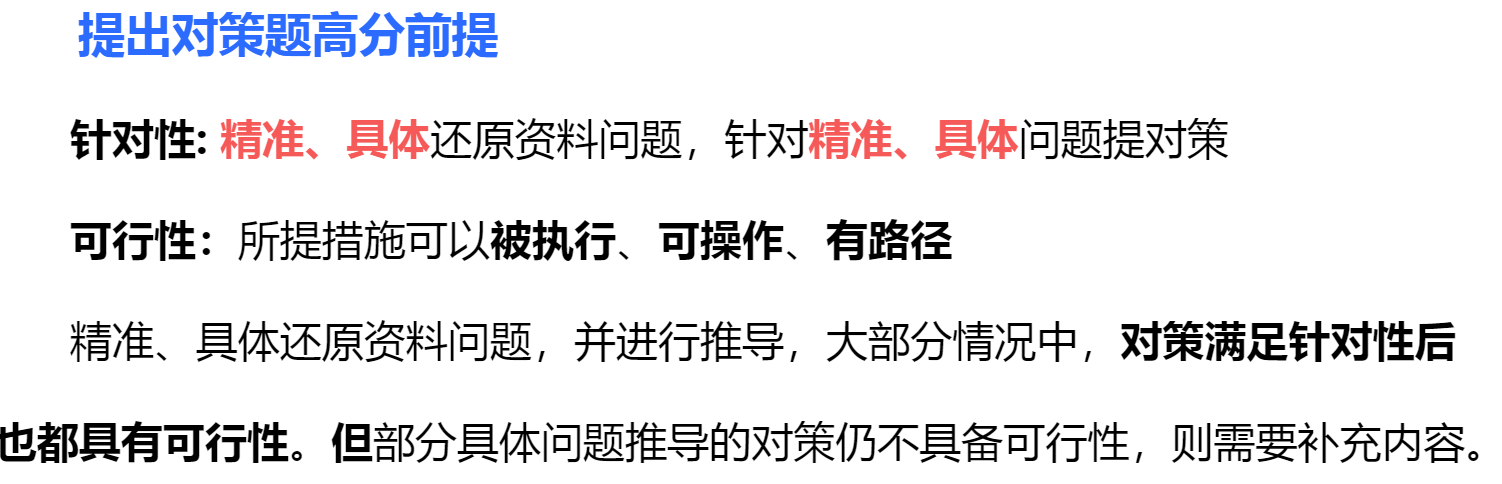 提出对策题高分前提
针对性: 精准、具体还原资料问题，针对精准、具体问题提对策
可行性：所提措施可以被执行、可操作、有路径
精准、具体还原资料问题，并进行推导，大部分情况中，对策满足针对性后
也都具有可行性。但部分具体问题推导的对策仍不具备可行性，则需要补充内容。